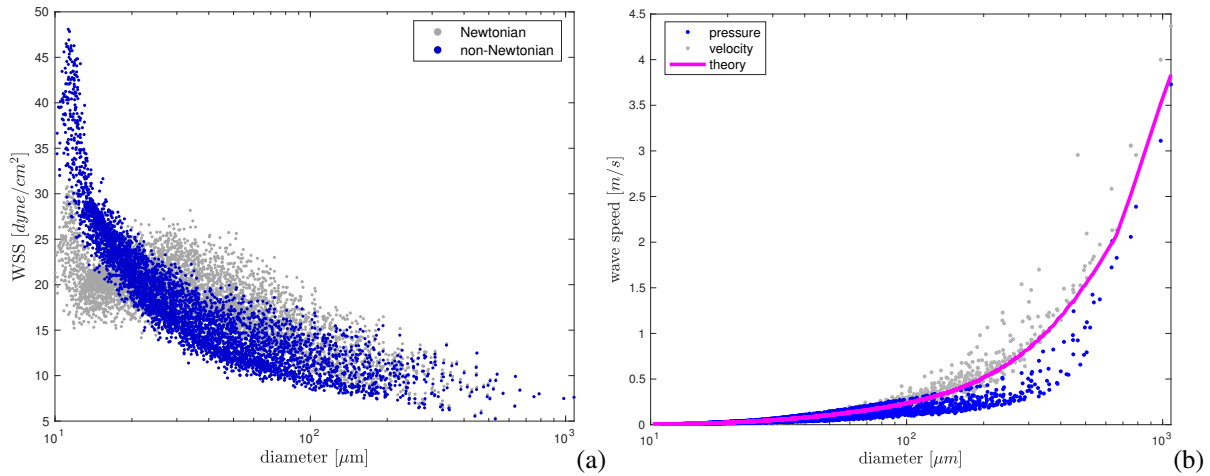 50
45
40
35
30
25
20
15
10
5
WSS [dyne/cm²]
Newtonian
non-Newtonian
10¹ 10² 10³
diameter [μm]
(a)
4.5
4
3.5
3
2.5
2
1.5
1
0.5
0
wave speed [m/s]
pressure
velocity
theory
10¹ 10² 10³
diameter [μm]
(b)